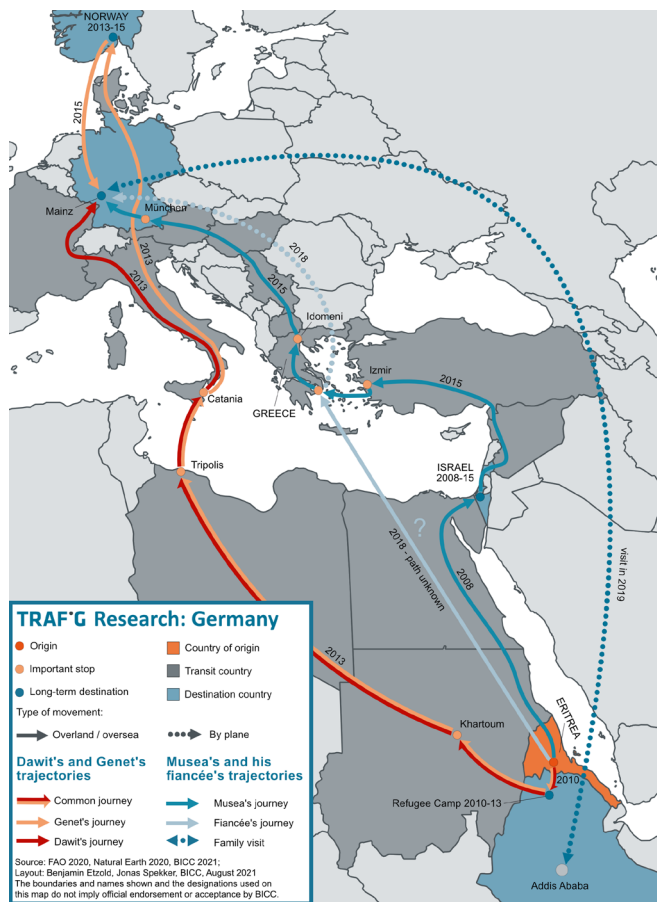 NORWAY
2013-15
2015
Mainz
München
2013
2013
2018
2015
Idomeni
Izmir
2015
Catania
GREECE
Tripolis
ISRAEL
2008-15
?
2018 - path unknown
2008
visit in 2019
2013
Khartoum
ERITREA
2010
Refugee Camp 2010-13
Addis Ababa
TRAFIG Research: Germany
Origin
Country of origin
Important stop
Transit country
Long-term destination
Destination country
Type of movement:
Overland / oversea
By plane
Dawit's and Genet's
trajectories
Musea's and his
fiancée's trajectories
Common journey
Musea's journey
Genet's journey
Fiancée's journey
Dawit's journey
Family visit
Source: FAO 2020, Natural Earth 2020, BICC 2021;
Layout: Benjamin Etzold, Jonas Spekker, BICC, August 2021
The boundaries and names shown and the designations used on
this map do not imply official endorsement or acceptance by BICC.